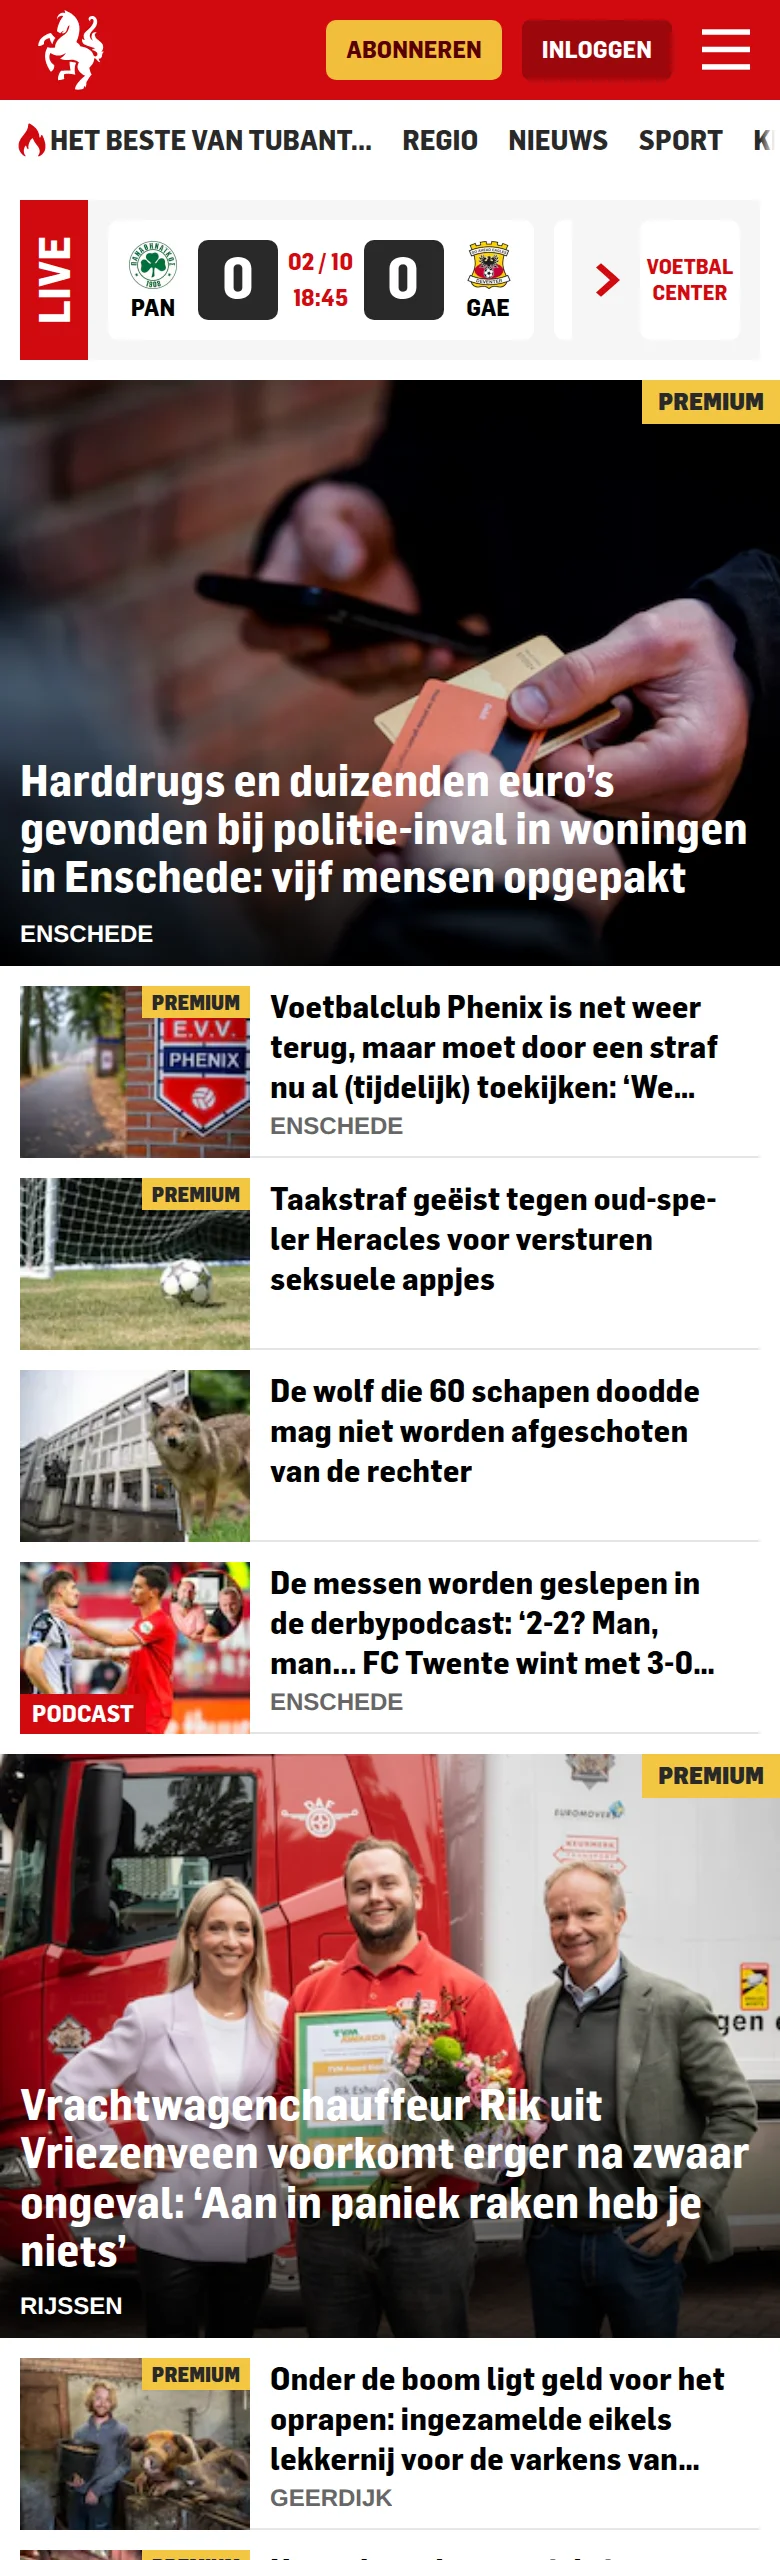 ABONNEREN
INLOGGEN
HET BESTE VAN TUBANT... REGIO NIEUWS SPORT
LIVE
PAN
0
02 / 10
18:45
0
GAE
VOETBAL
CENTER
PREMIUM
Harddrugs en duizenden euro’s
gevonden bij politie-inval in woningen
in Enschede: vijf mensen opgepakt
ENSCHEDE
PREMIUM
E.V.V.
PHENIX
Voetbalclub Phenix is net weer
terug, maar moet door een straf
nu al (tijdelijk) toekijken: ‘We...
ENSCHEDE
PREMIUM
Taakstraf geëist tegen oud-spe-
ler Heracles voor versturen
seksuele appjes
De wolf die 60 schapen doodde
mag niet worden afgeschoten
van de rechter
PODCAST
De messen worden geslepen in
de derbypodcast: ‘2-2? Man,
man... FC Twente wint met 3-0...
ENSCHEDE
PREMIUM
EUROMOVERS
KEURMERK
TVM
AWARDS
Vrachtwagenchauffeur Rik uit
Vriezenveen voorkomt erger na zwaar
ongeval: ‘Aan in paniek raken heb je
niets’
RIJSSEN
PREMIUM
Onder de boom ligt geld voor het
oprapen: ingezamelde eikels
lekkernij voor de varkens van...
GEERDIJK